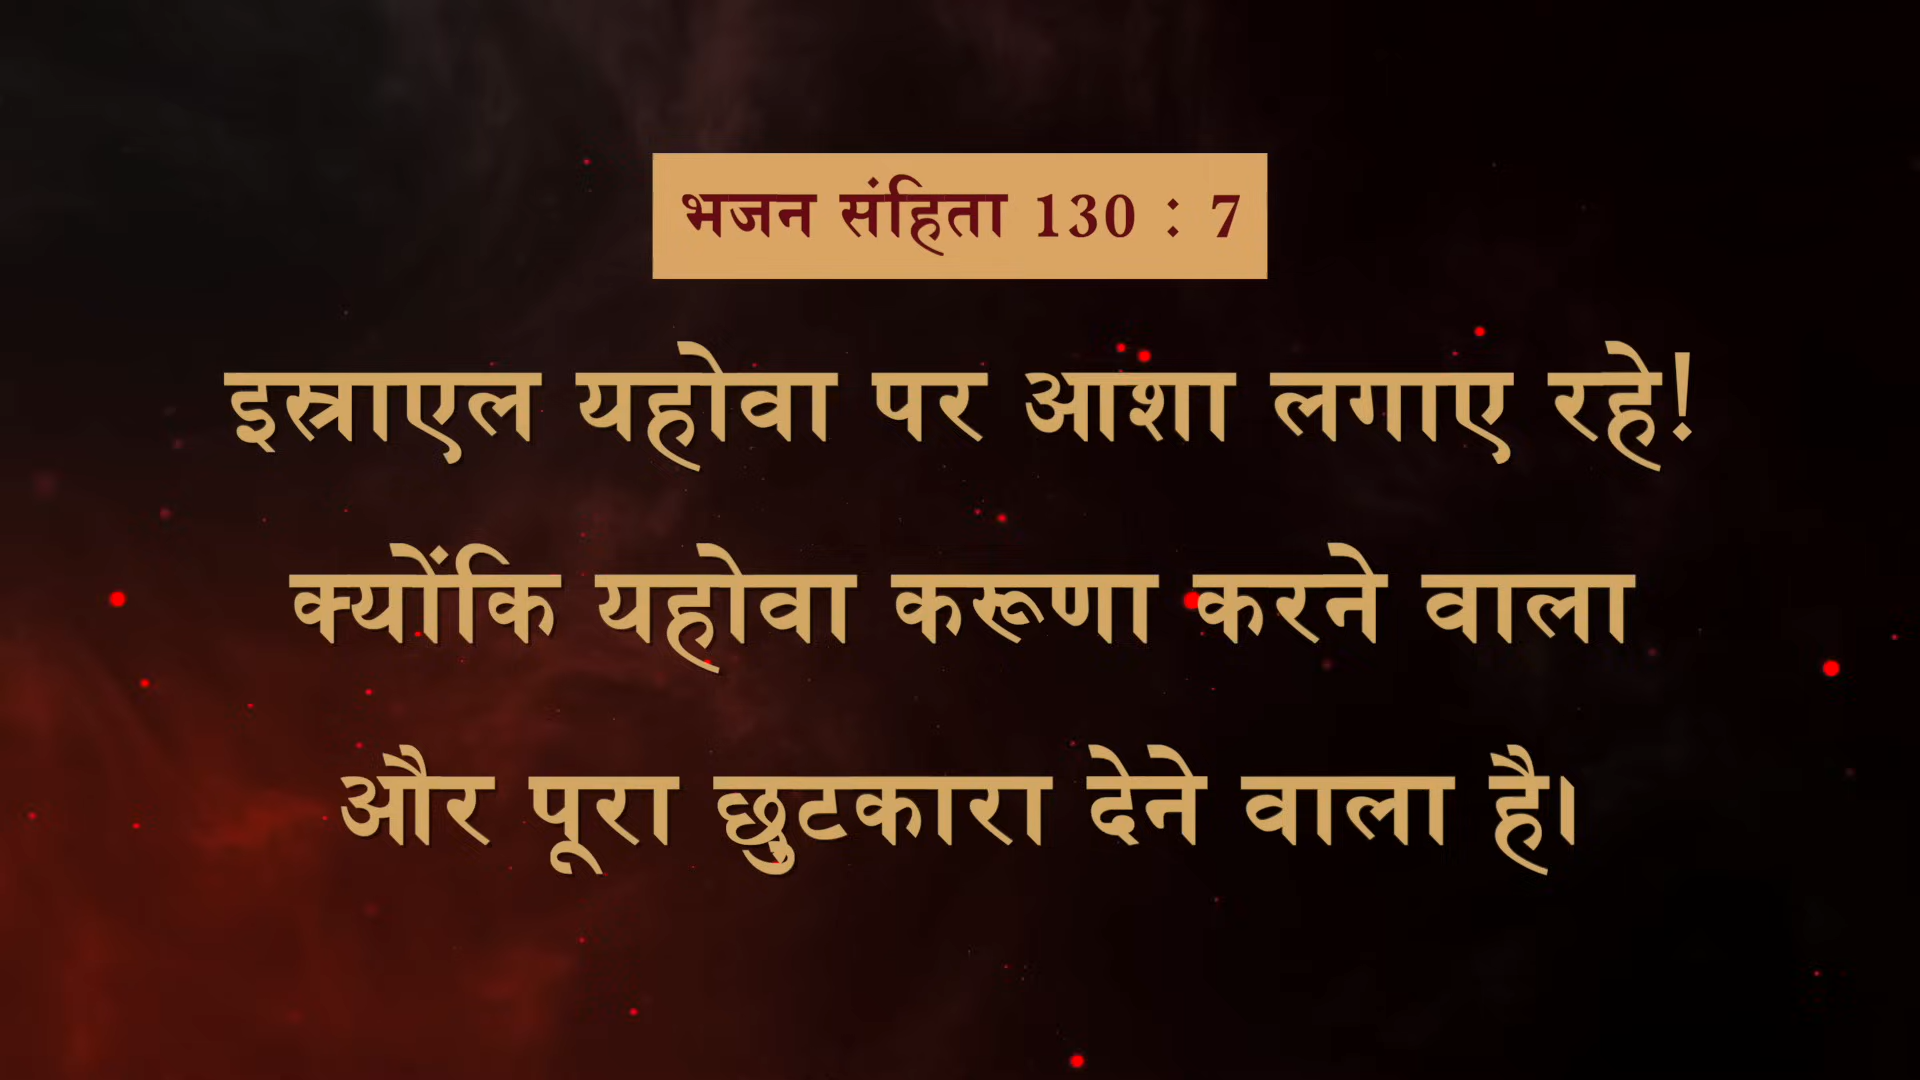 भजन संहिता 130 : 7
इस्राएल यहोवा पर आशा लगाए रहे!
क्योंकि यहोवा करूणा करने वाला
और पूरा छुटकारा देने वाला है।